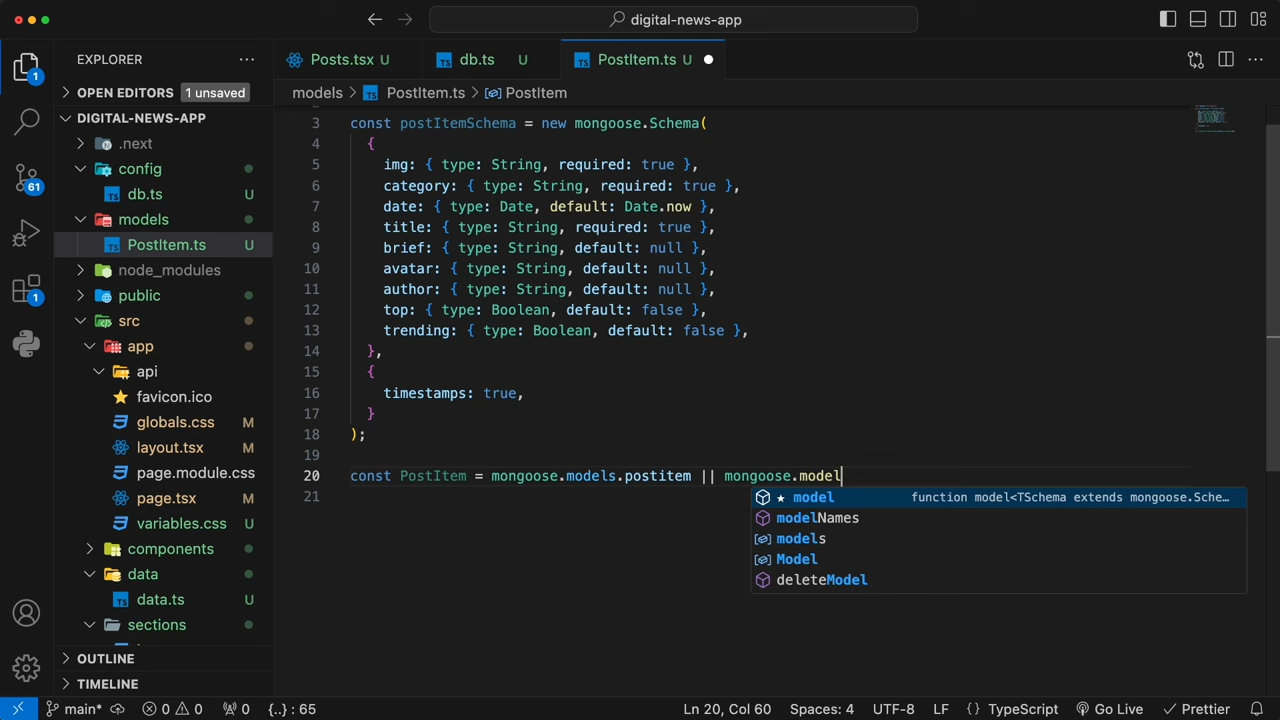 digital-news-app
EXPLORER
Posts.tsx U
db.ts U
PostItem.ts U
OPEN EDITORS 1 unsaved
models > TS PostItem.ts > PostItem
DIGITAL-NEWS-APP
.next
config
TS db.ts U
models
TS PostItem.ts U
node_modules
public
src
app
api
favicon.ico
globals.css M
layout.tsx M
page.module.css
page.tsx M
variables.css U
components
data
TS data.ts U
sections
OUTLINE
TIMELINE
1
61
1
3 const postItemSchema = new mongoose.Schema(
4 {
5 img: { type: String, required: true },
6 category: { type: String, required: true },
7 date: { type: Date, default: Date.now },
8 title: { type: String, required: true },
9 brief: { type: String, default: null },
10 avatar: { type: String, default: null },
11 author: { type: String, default: null },
12 top: { type: Boolean, default: false },
13 trending: { type: Boolean, default: false },
14 },
15 {
16 timestamps: true,
17 }
18 );
19
20 const PostItem = mongoose.models.postitem || mongoose.model
21
model function model<TSchema extends mongoose.Sche…
modelNames
models
Model
deleteModel
main* 0 0 0 {..} : 65 Ln 20, Col 60 Spaces: 4 UTF-8 LF {} TypeScript Go Live Prettier